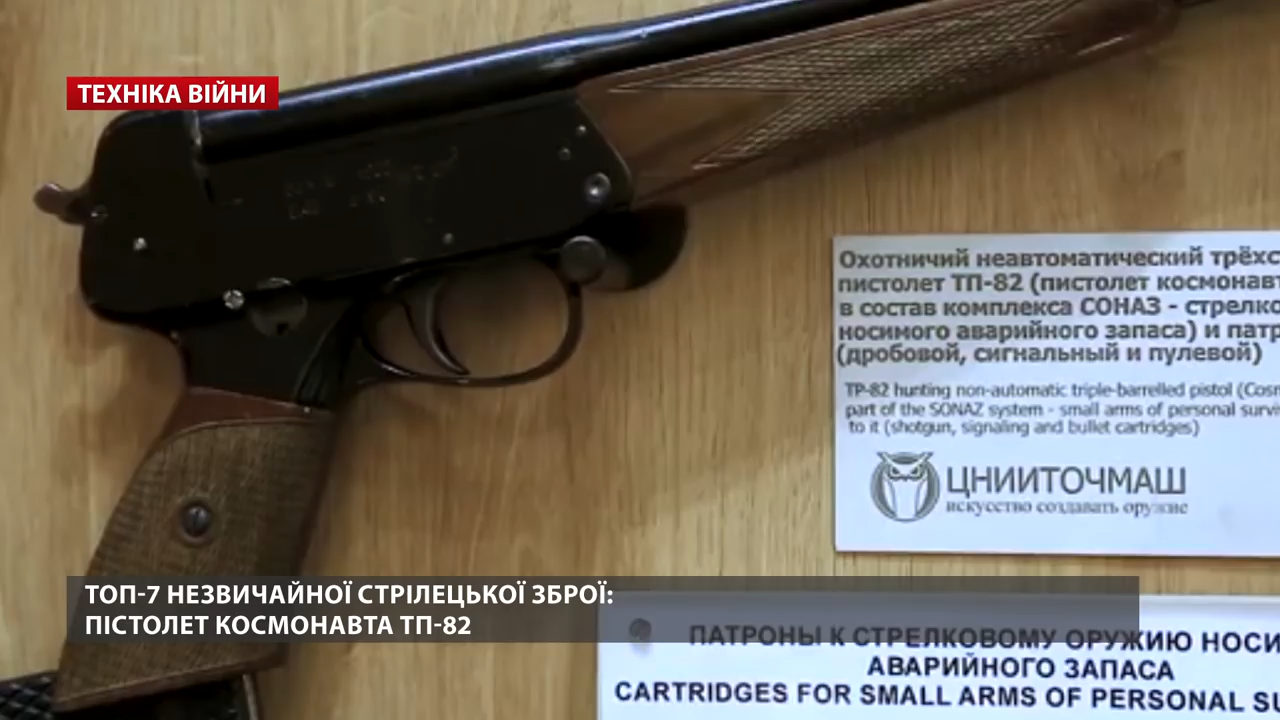 ТЕХНІКА ВІЙНИ
Охотничий неавтоматический трёхс
пистолет ТП-82 (пистолет космонавт
в состав комплекса СОНАЗ - стрелко
носимого аварийного запаса) и патр
(дробовой, сигнальный и пулевой)
TP-82 hunting non-automatic triple-barrelled pistol (Cosm
part of the SONAZ system - small arms of personal surviv
to it (shotgun, signaling and bullet cartridges)
ЦНИИТОЧМАШ
искусство создавать оружие
ТОП-7 НЕЗВИЧАЙНОЇ СТРІЛЕЦЬКОЇ ЗБРОЇ:
ПІСТОЛЕТ КОСМОНАВТА ТП-82
ПАТРОНЫ К СТРЕЛКОВОМУ ОРУЖИЮ НОСИ
АВАРИЙНОГО ЗАПАСА
CARTRIDGES FOR SMALL ARMS OF PERSONAL SU